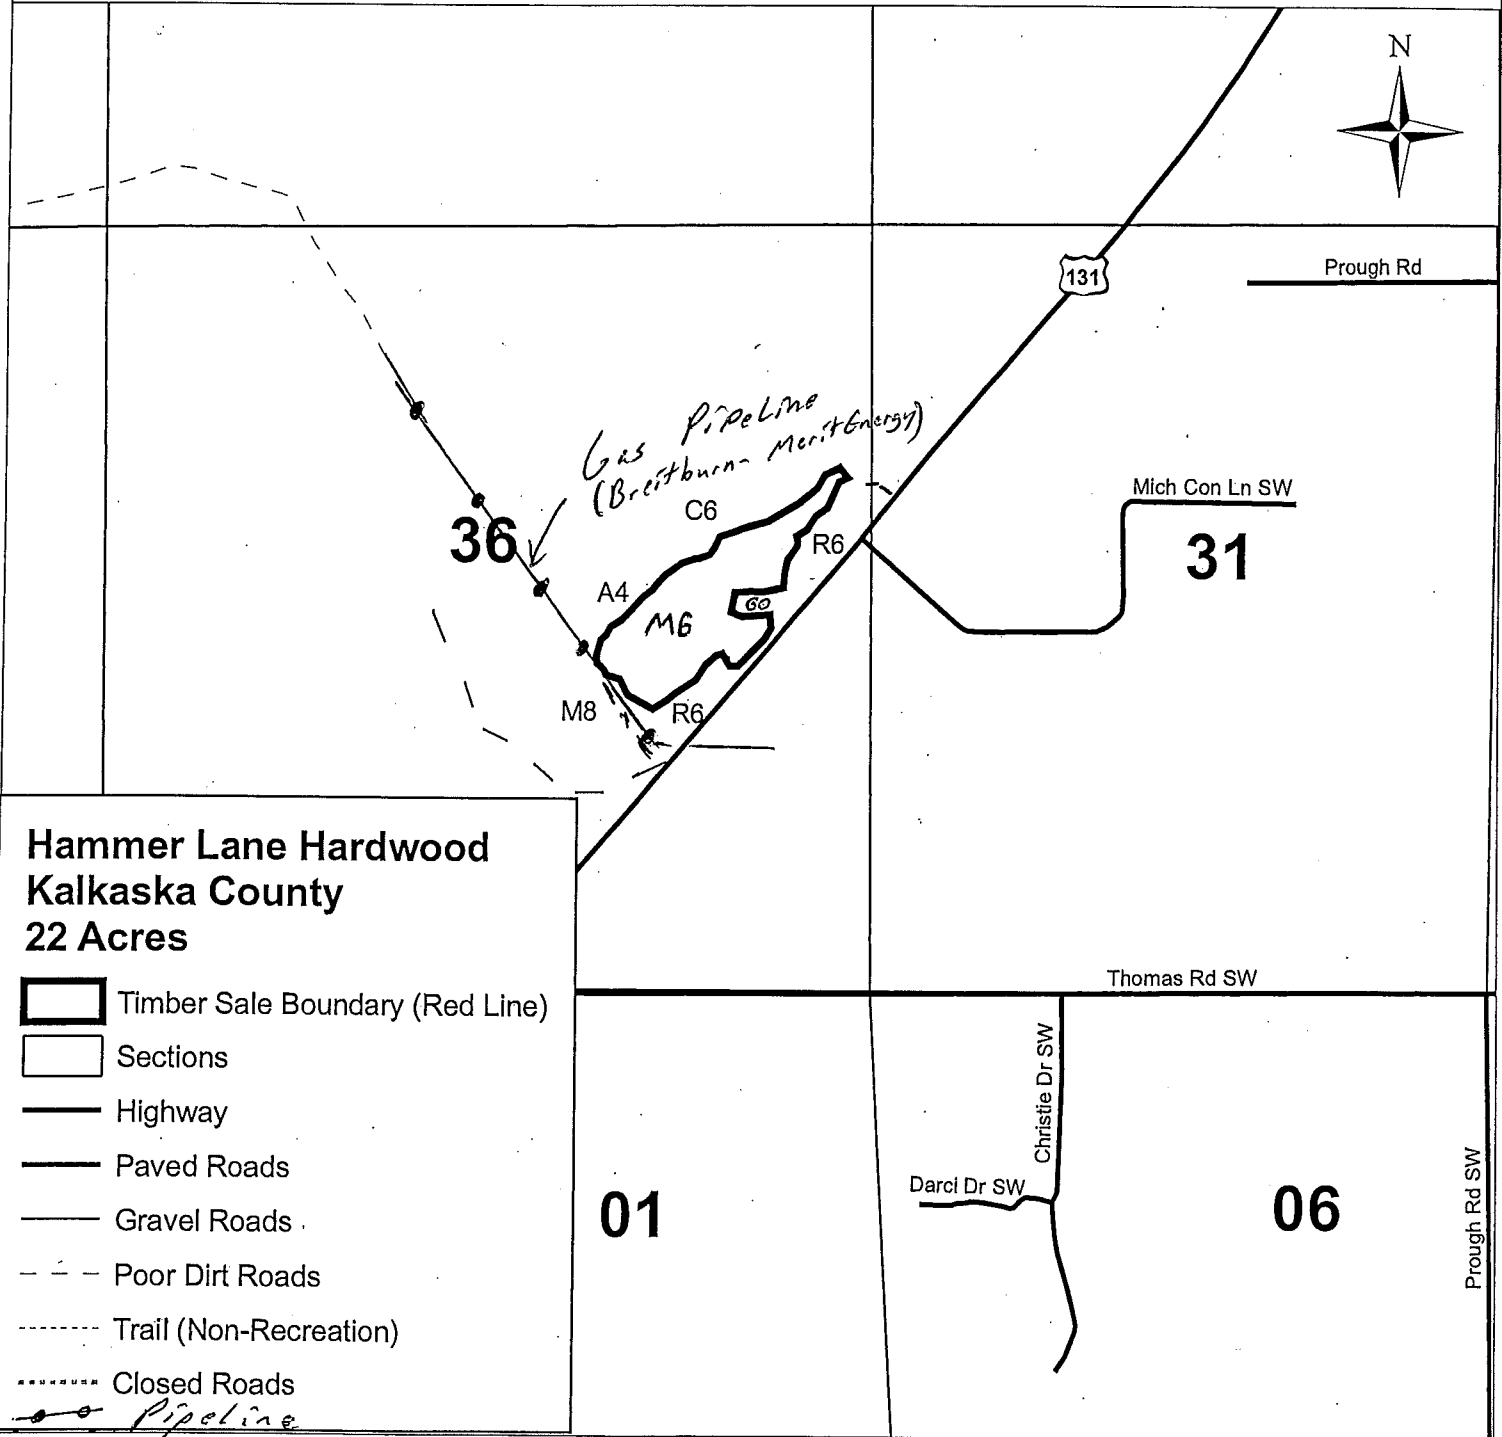 N
131
Prough Rd
Gas Pipeline
(Breitburn- Merit Energy)
Mich Con Ln SW
C6
36
R6
31
A4
GO
M6
M8
R6
Hammer Lane Hardwood
Kalkaska County
22 Acres
Timber Sale Boundary (Red Line)
Sections
Highway
Paved Roads
Gravel Roads
Poor Dirt Roads
Trail (Non-Recreation)
Closed Roads
Pipeline
Thomas Rd SW
Christie Dr SW
Darci Dr SW
01
06
Prough Rd SW